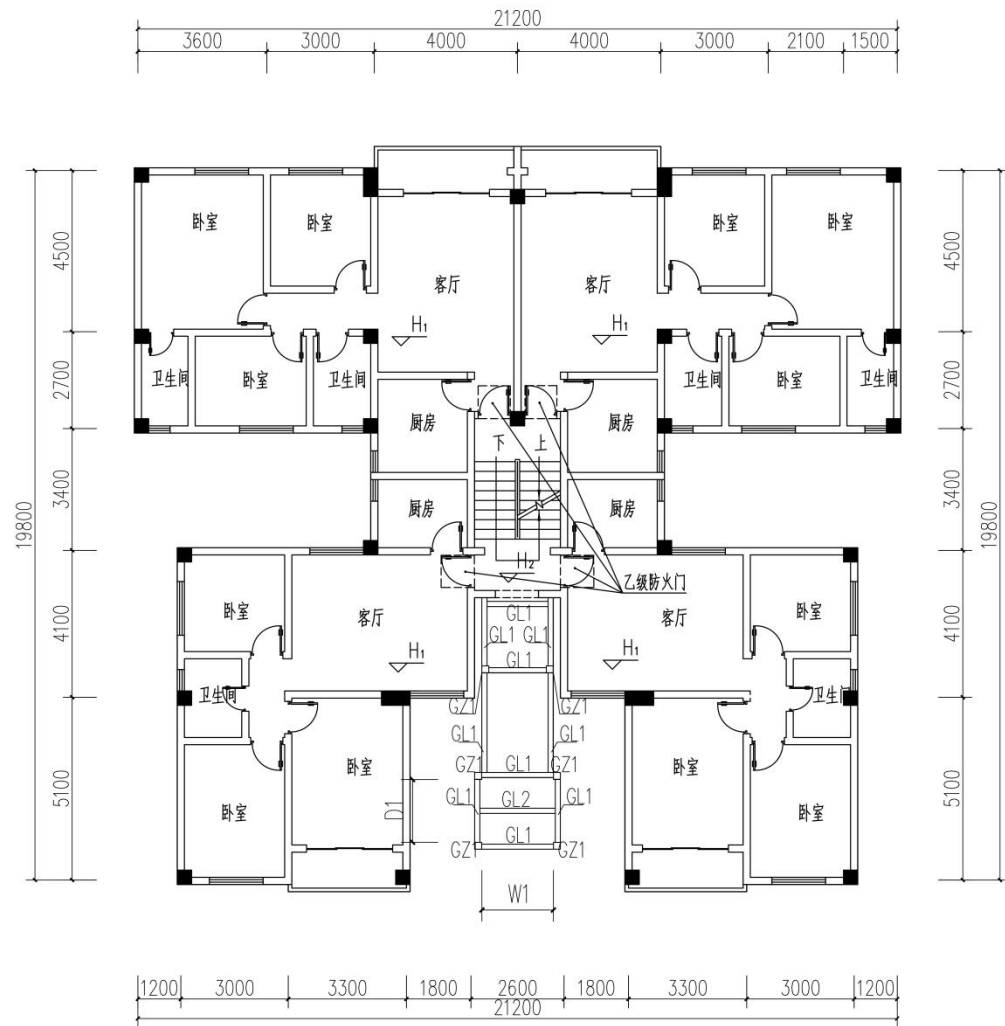 21200
3600 3000 4000 4000 3000 2100 1500
卧室 卧室 卧室 卧室
客厅 客厅
H1 H1
4500 4500
卫生间 卧室 卫生间 卫生间 卧室 卫生间
2700 2700
厨房 厨房
下 上
厨房 厨房
3400 3400
19800 19800
H2
乙级防火门
卧室 客厅 客厅 卧室
GL1
GL1 GL1
H1 GL1 H1
4100 4100
卫生间 卫生间
GZ1 GZ1
GL1 GL1
卧室 卧室
GZ1 GL1 GZ1
GL1 GL2 GL1
D1
卧室 卧室
GL1
GZ1 GZ1
5100 5100
W1
1200 3000 3300 1800 2600 1800 3300 3000 1200
21200